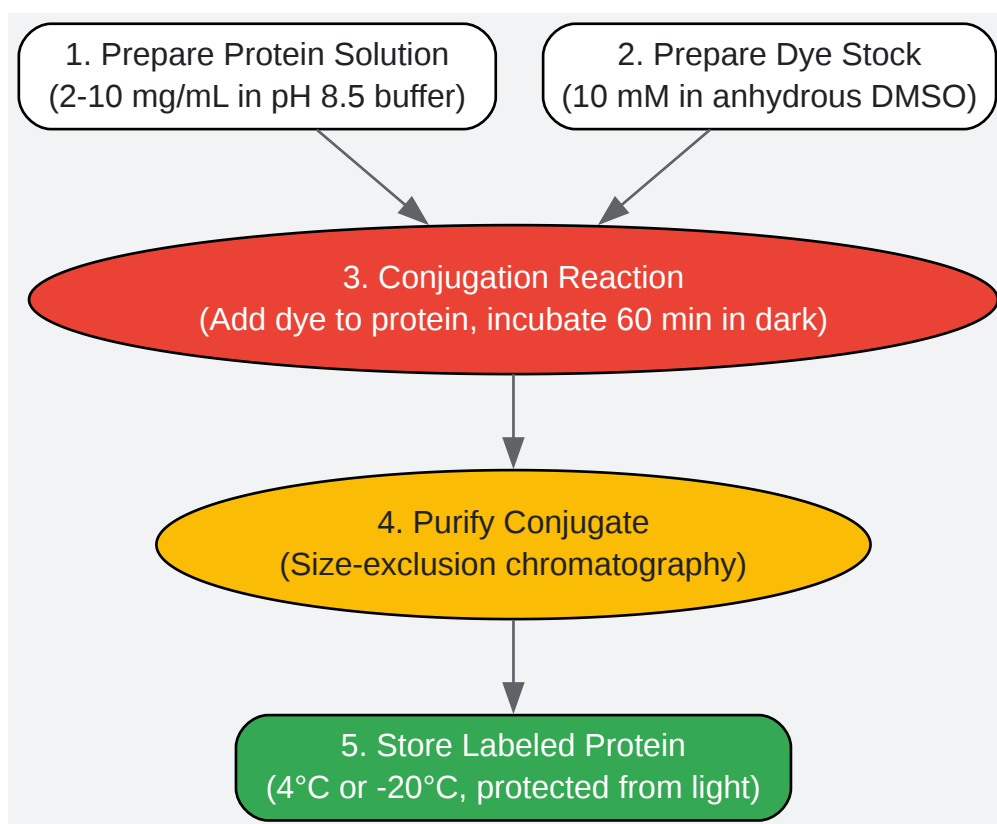 1. Prepare Protein Solution
(2-10 mg/mL in pH 8.5 buffer)
2. Prepare Dye Stock
(10 mM in anhydrous DMSO)
3. Conjugation Reaction
(Add dye to protein, incubate 60 min in dark)
4. Purify Conjugate
(Size-exclusion chromatography)
5. Store Labeled Protein
(4°C or -20°C, protected from light)